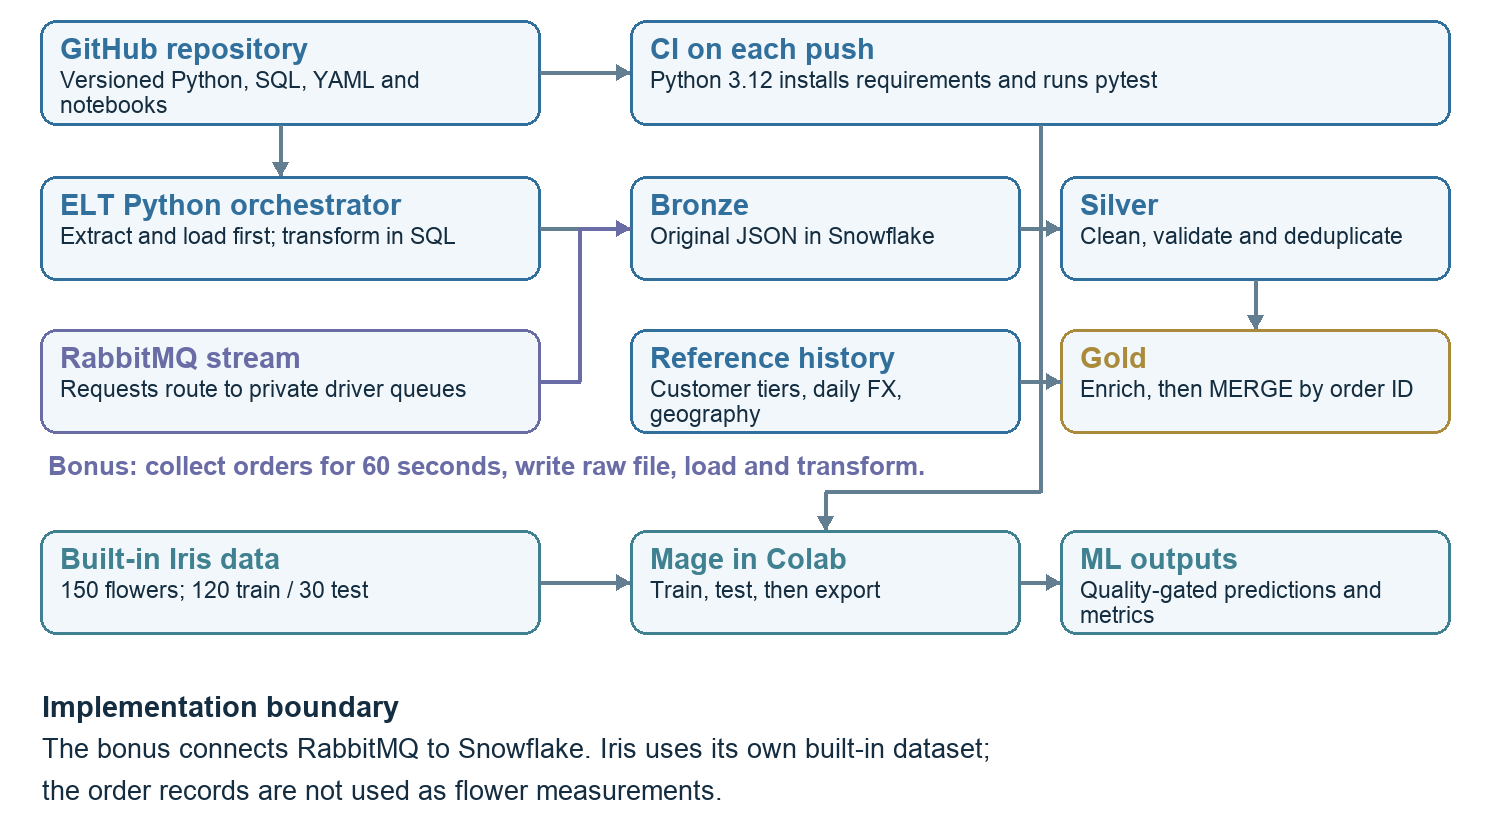 GitHub repository
Versioned Python, SQL, YAML and
notebooks
CI on each push
Python 3.12 installs requirements and runs pytest
ELT Python orchestrator
Extract and load first; transform in SQL
Bronze
Original JSON in Snowflake
Silver
Clean, validate and deduplicate
RabbitMQ stream
Requests route to private driver queues
Reference history
Customer tiers, daily FX,
geography
Gold
Enrich, then MERGE by order ID
Bonus: collect orders for 60 seconds, write raw file, load and transform.
Built-in Iris data
150 flowers; 120 train / 30 test
Mage in Colab
Train, test, then export
ML outputs
Quality-gated predictions and
metrics
Implementation boundary
The bonus connects RabbitMQ to Snowflake. Iris uses its own built-in dataset;
the order records are not used as flower measurements.